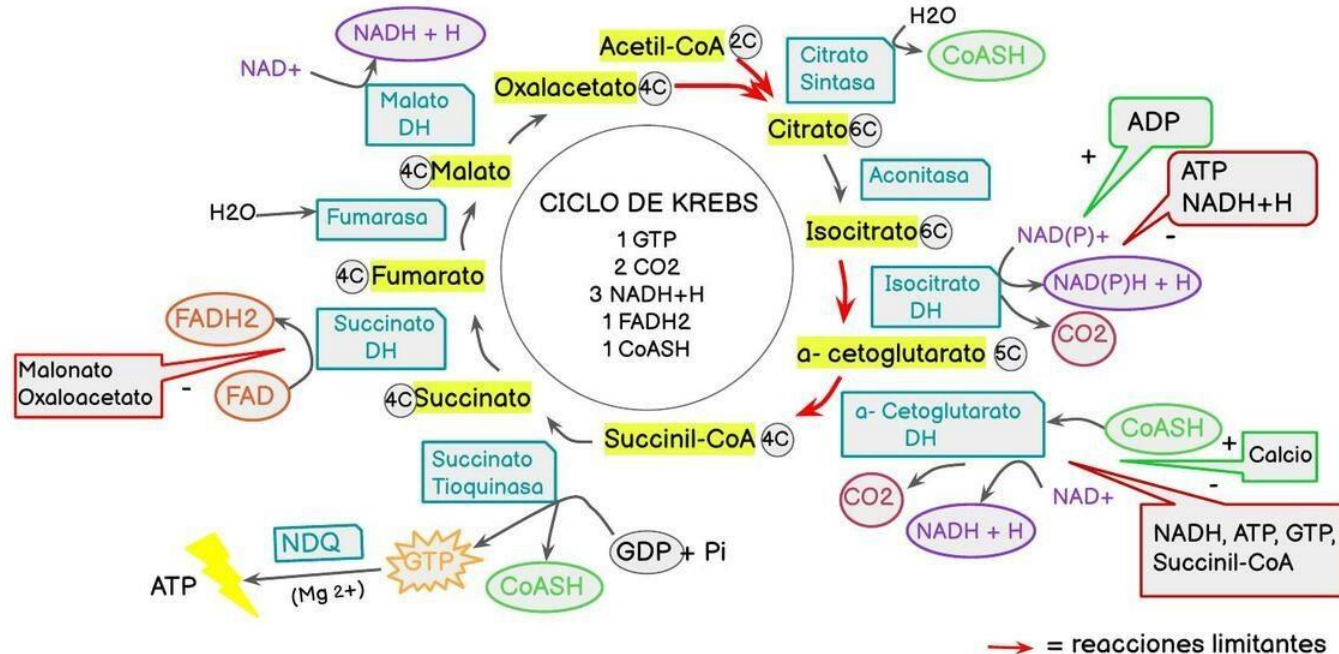 NADH + H
NAD+
Malato
DH
Acetil-CoA 2C
Oxalacetato 4C
H2O
CoASH
Citrato
Sintasa
Citrato 6C
Aconitasa
ADP
+
ATP
NADH+H
-
4C Malato
H2O
Fumarasa
4C Fumarato
CICLO DE KREBS
1 GTP
2 CO2
3 NADH+H
1 FADH2
1 CoASH
Isocitrato 6C
NAD(P)+
Isocitrato
DH
NAD(P)H + H
CO2
FADH2
Succinato
DH
Malonato
Oxaloacetato
-
FAD
4C Succinato
a- cetoglutarato 5C
Succinil-CoA 4C
a- Cetoglutarato
DH
CoASH
+
Calcio
-
CO2
NADH + H
NAD+
NADH, ATP, GTP,
Succinil-CoA
Succinato
Tioquinasa
NDQ
ATP
(Mg 2+)
GTP
CoASH
GDP + Pi
= reacciones limitantes